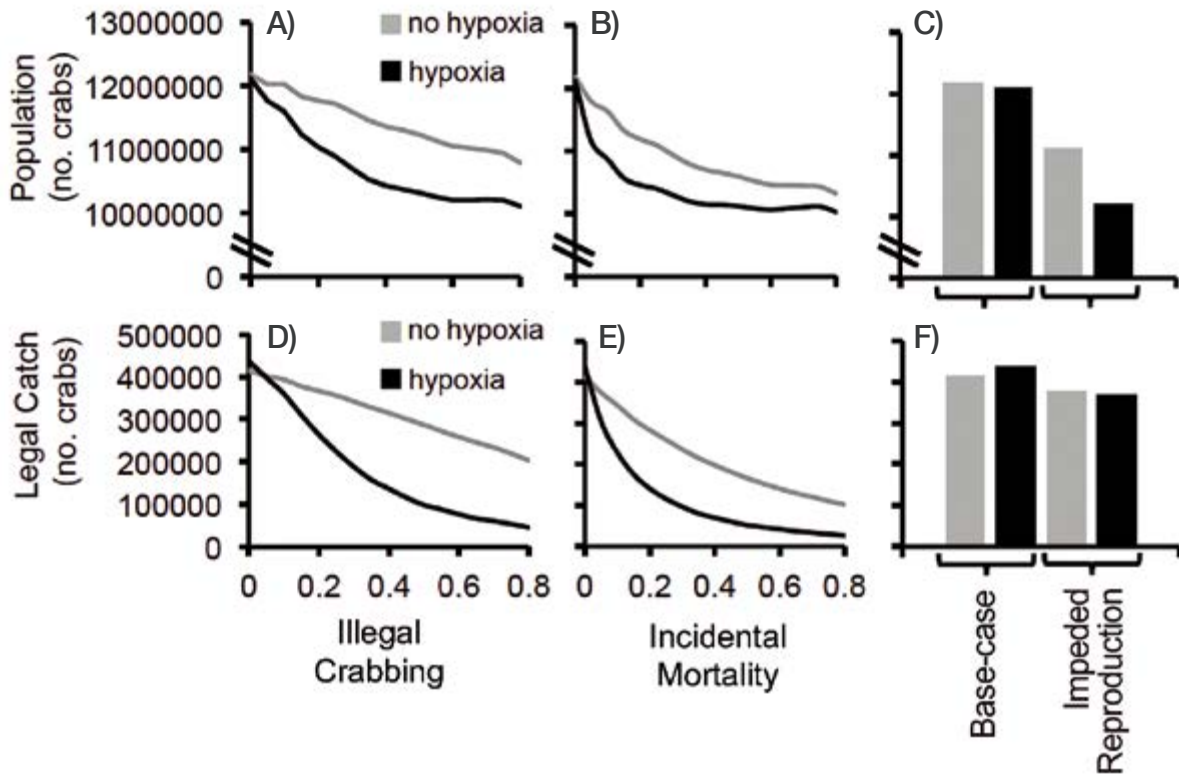 13000000
12000000
11000000
10000000
0
Population
(no. crabs)
A)
no hypoxia
hypoxia
B)
C)
500000
400000
300000
200000
100000
0
Legal Catch
(no. crabs)
D)
no hypoxia
hypoxia
E)
F)
0 0.2 0.4 0.6 0.8
Illegal
Crabbing
0 0.2 0.4 0.6 0.8
Incidental
Mortality
Base-case
Impeded
Reproduction